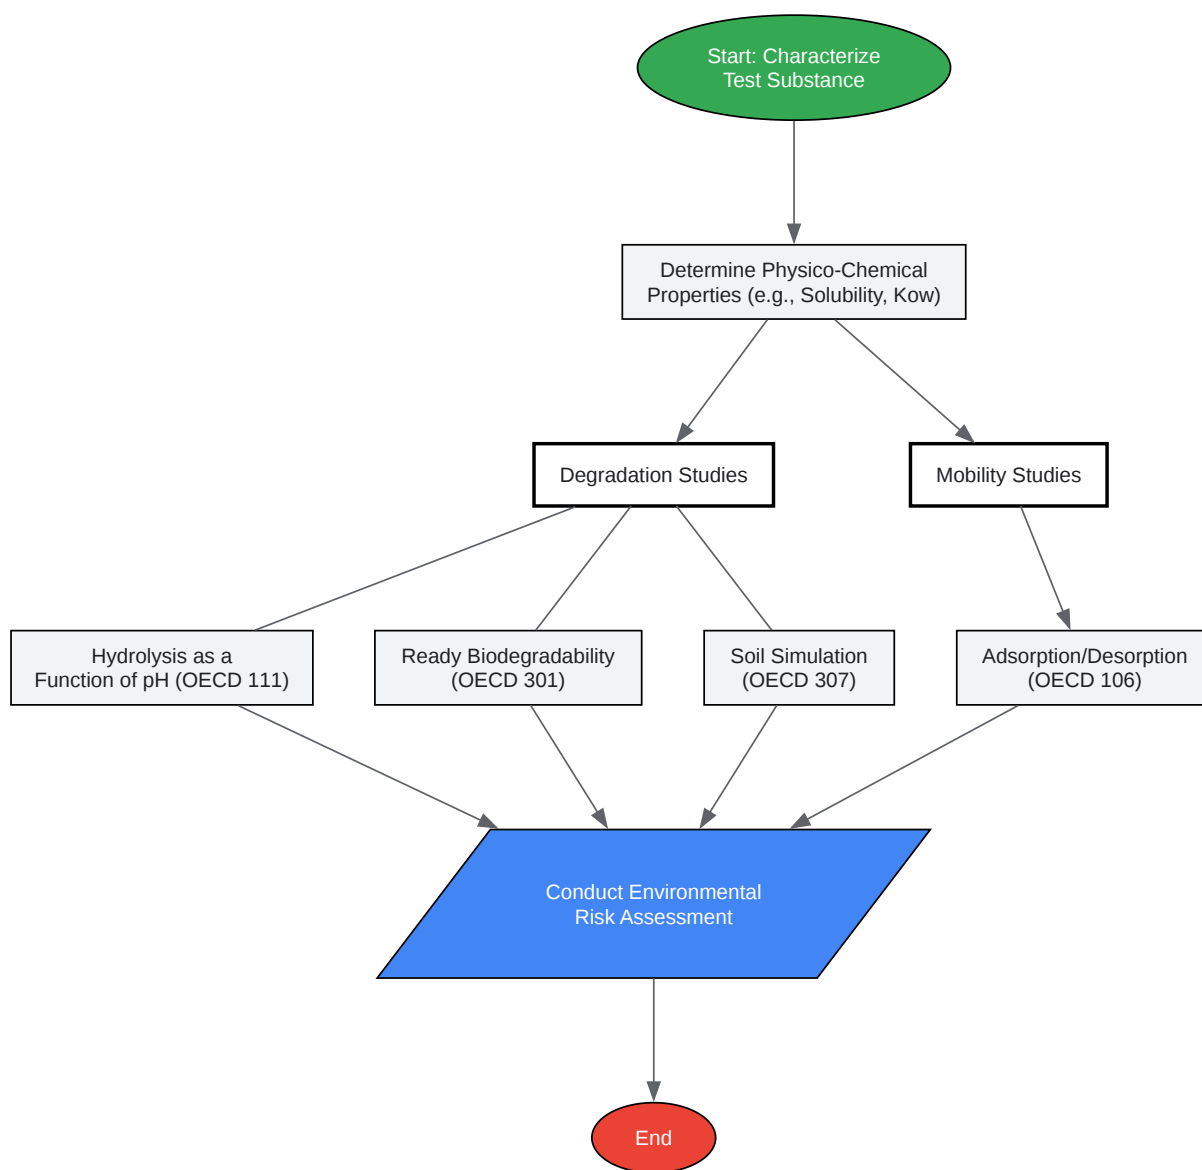 Start: Characterize
Test Substance
Determine Physico-Chemical
Properties (e.g., Solubility, Kow)
Degradation Studies
Mobility Studies
Hydrolysis as a
Function of pH (OECD 111)
Ready Biodegradability
(OECD 301)
Soil Simulation
(OECD 307)
Adsorption/Desorption
(OECD 106)
Conduct Environmental
Risk Assessment
End